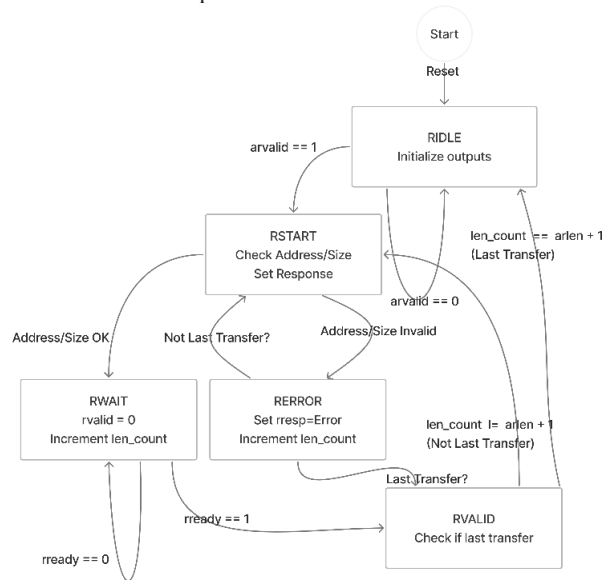 Start
Reset
RIDLE
Initialize outputs
arvalid == 1
RSTART
Check Address/Size
Set Response
len_count == arlen + 1
(Last Transfer)
arvalid == 0
Address/Size OK
Not Last Transfer?
Address/Size Invalid
RWAIT
rvalid = 0
Increment len_count
RERROR
Set rresp=Error
Increment len_count
len_count != arlen + 1
(Not Last Transfer)
Last Transfer?
rready == 1
RVALID
Check if last transfer
rready == 0